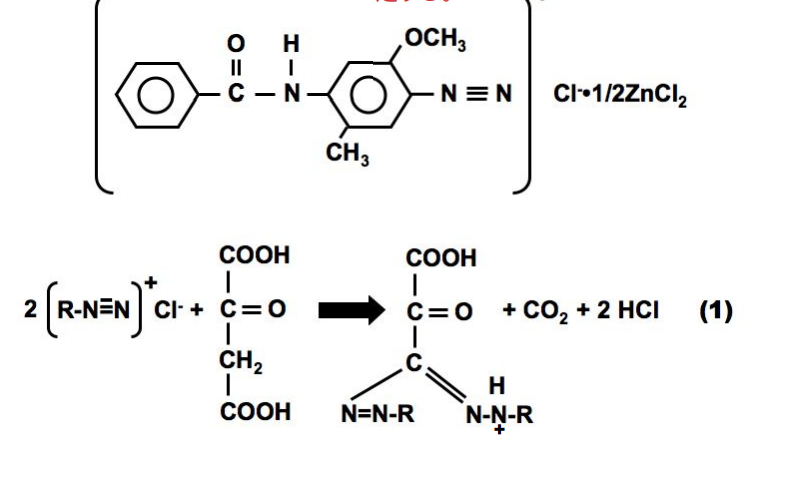 O H OCH₃
C – N N≡N Cl⁻•1/2ZnCl₂
CH₃
COOH COOH
2 [R-N≡N]⁺ Cl⁻ + C=O C=O + CO₂ + 2 HCl (1)
CH₂ C
H
COOH N=N-R N-N-R
+